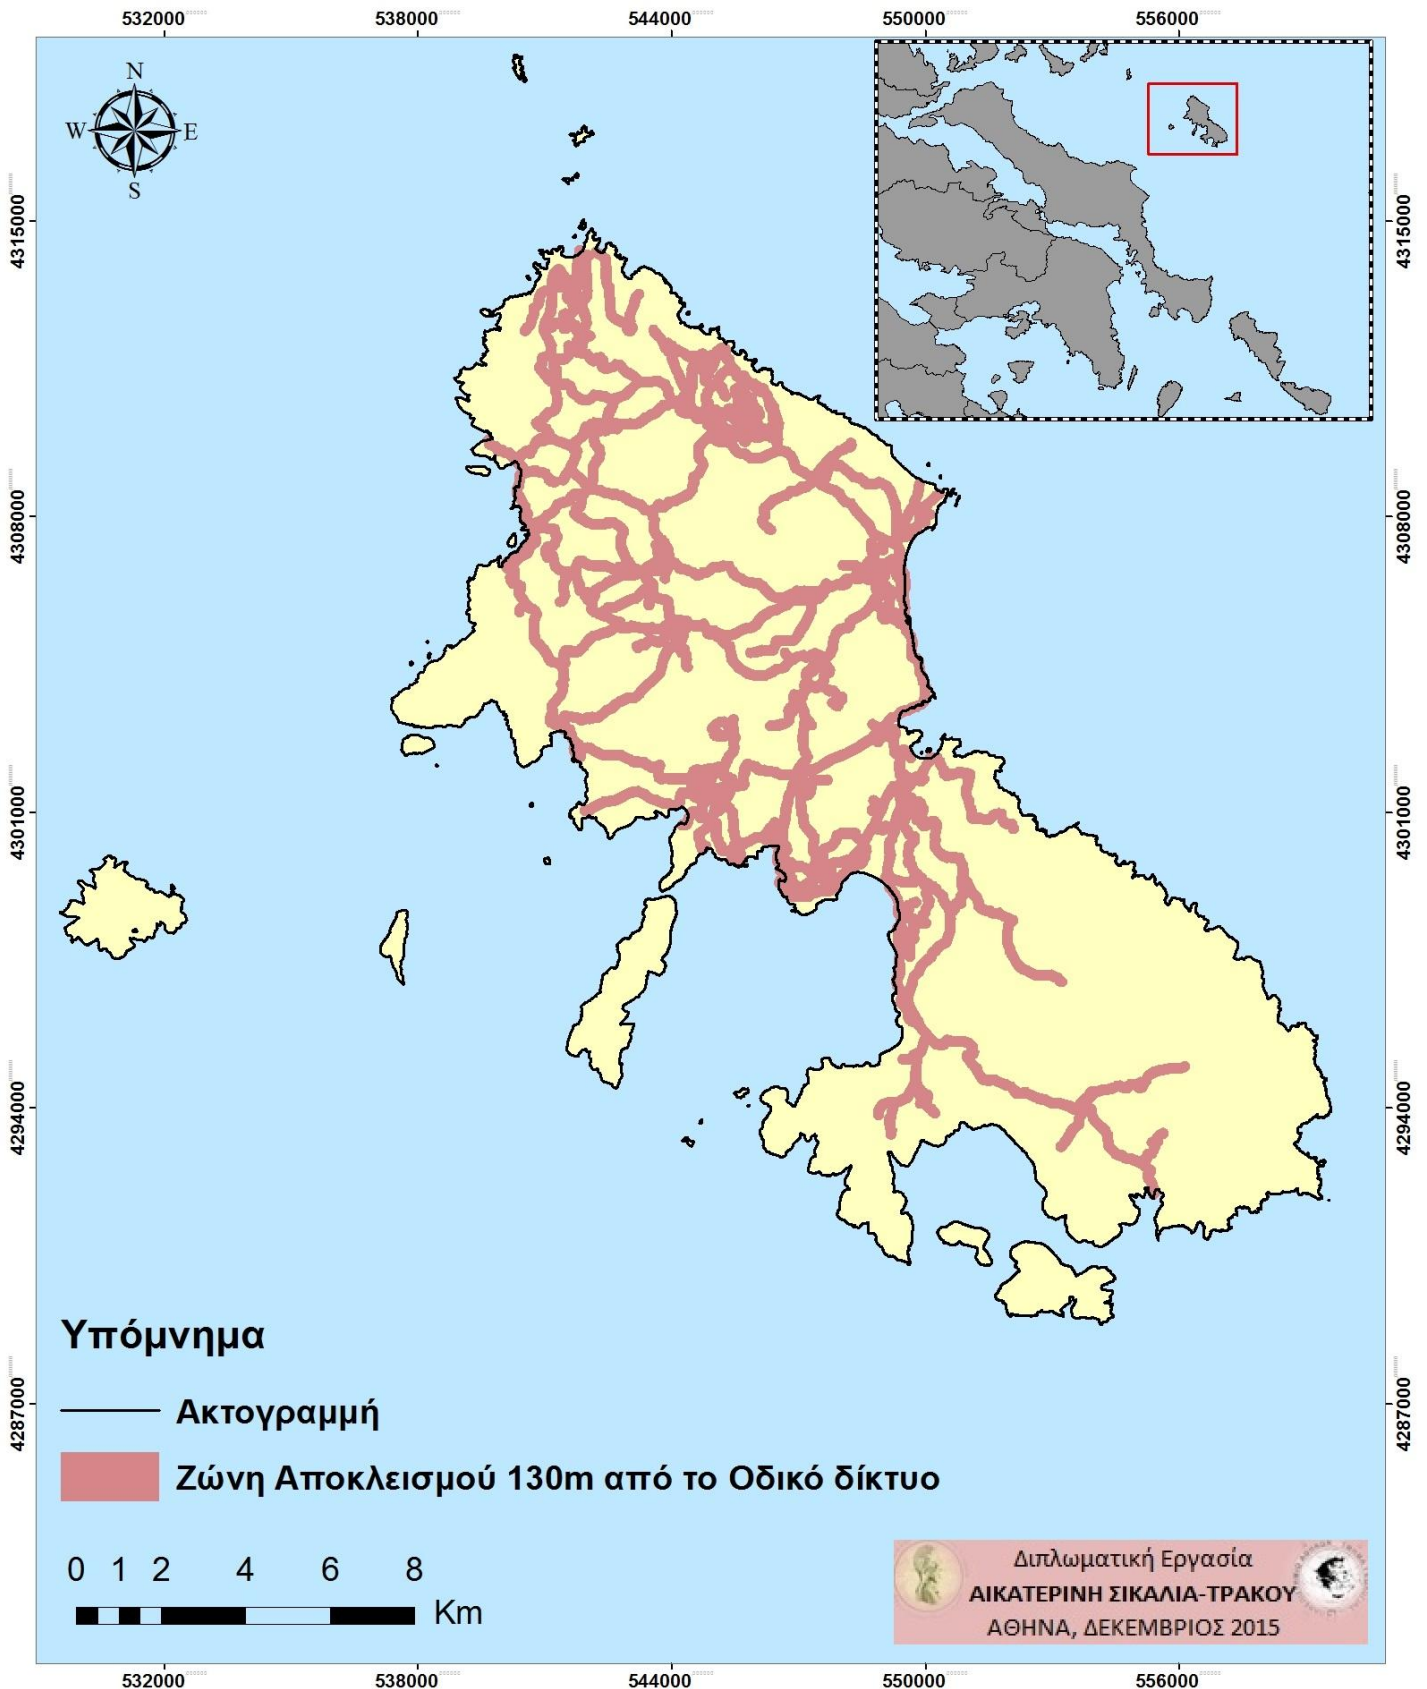 532000 538000 544000 550000 556000
N
W E
S
4315000 4315000
4308000 4308000
4301000 4301000
4294000 4294000
4287000 4287000
Υπόμνημα
Ακτογραμμή
Ζώνη Αποκλεισμού 130m από το Οδικό δίκτυο
0 1 2 4 6 8
Km
Διπλωματική Εργασία
ΑΙΚΑΤΕΡΙΝΗ ΣΙΚΑΛΙΑ-ΤΡΑΚΟΥ
ΑΘΗΝΑ, ΔΕΚΕΜΒΡΙΟΣ 2015
532000 538000 544000 550000 556000